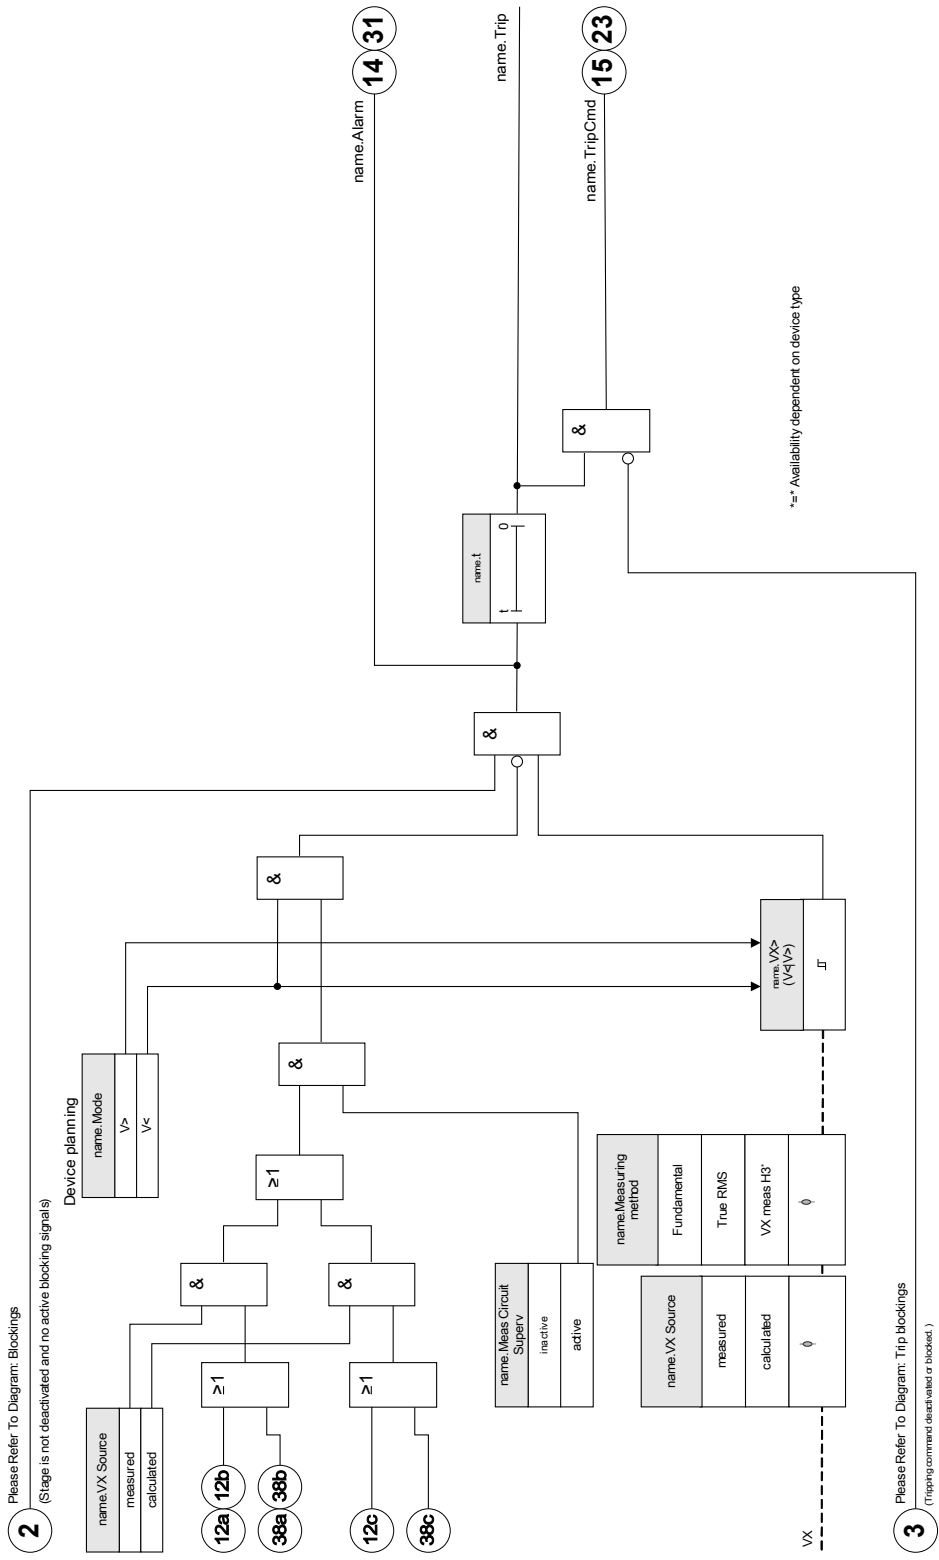 2
Please Refer To Diagram: Blockings
(Stage is not deactivated and no active blocking signals)
name.VX Source
measured
calculated
12a
12b
38a
38b
12c
38c
≥1
≥1
&
&
≥1
Device planning
name.Mode
V>
V<
&
&
name.Meas Circuit
Superv
inactive
active
name.VX Source
measured
calculated
ϕ
name.Measuring
method
Fundamental
True RMS
VX meas H3*
ϕ
VX
name.VX>
(V<|V>)
&
name.t
t
0
&
name.Alarm
14
31
name.Trip
name.TripCmd
15
23
*=* Availability dependent on device type
3
Please Refer To Diagram: Trip blockings
(Tripping command deactivated or blocked. )